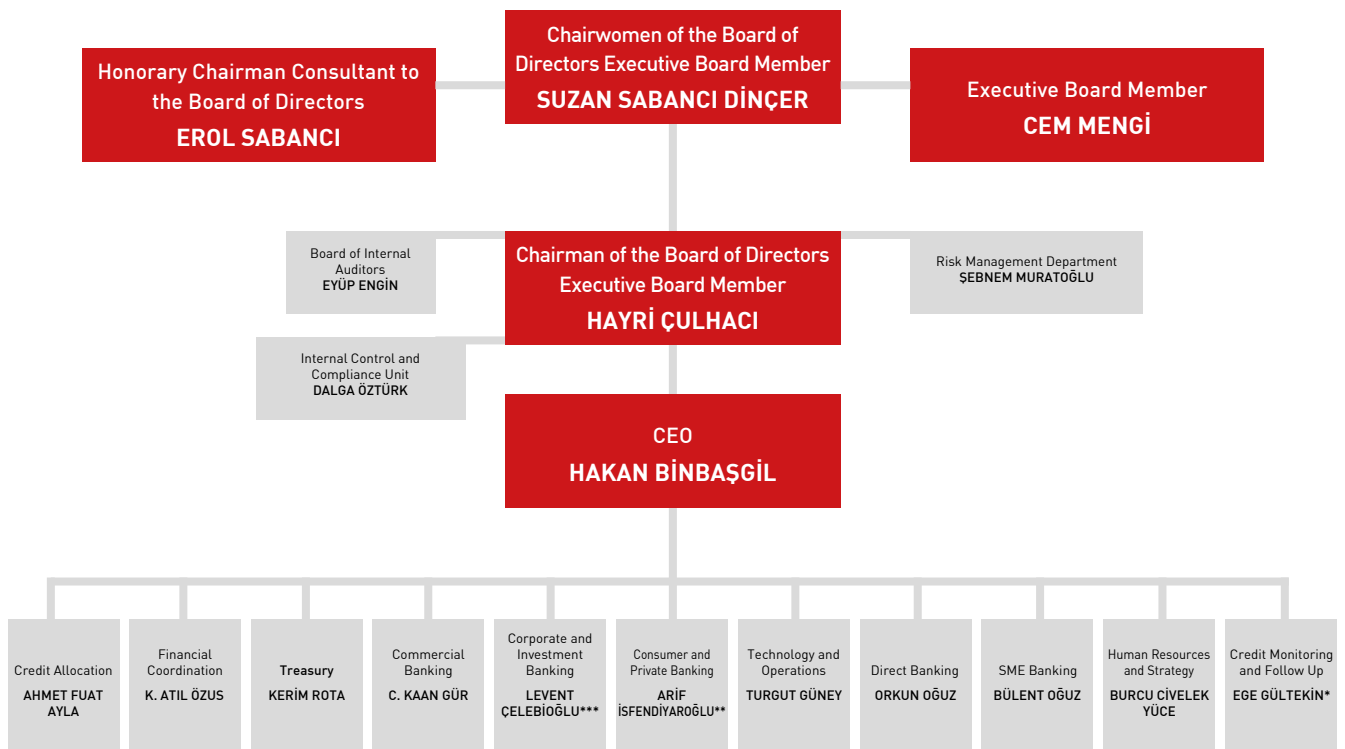 Chairwomen of the Board of
Directors Executive Board Member
SUZAN SABANCI DİNÇER
Honorary Chairman Consultant to
the Board of Directors
EROL SABANCI
Executive Board Member
CEM MENGİ
Board of Internal
Auditors
EYÜP ENGİN
Chairman of the Board of Directors
Executive Board Member
HAYRİ ÇULHACI
Risk Management Department
ŞEBNEM MURATOĞLU
Internal Control and
Compliance Unit
DALGA ÖZTÜRK
CEO
HAKAN BİNBAŞGİL
Credit Allocation
AHMET FUAT
AYLA
Financial
Coordination
K. ATIL ÖZUS
Treasury
KERİM ROTA
Commercial
Banking
C. KAAN GÜR
Corporate and
Investment
Banking
LEVENT
ÇELEBİOĞLU***
Consumer and
Private Banking
ARİF
İSFENDİYAROĞLU**
Technology and
Operations
TURGUT GÜNEY
Direct Banking
ORKUN OĞUZ
SME Banking
BÜLENT OĞUZ
Human Resources
and Strategy
BURCU CİVELEK
YÜCE
Credit Monitoring
and Follow Up
EGE GÜLTEKİN*